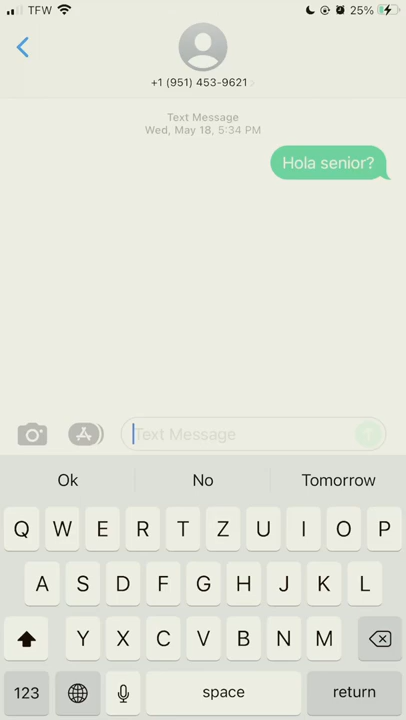 TFW 25%
+1 (951) 453-9621
Text Message
Wed, May 18, 5:34 PM
Hola senior?
Text Message
Ok No Tomorrow
Q W E R T Z U I O P
A S D F G H J K L
Y X C V B N M
123 space return